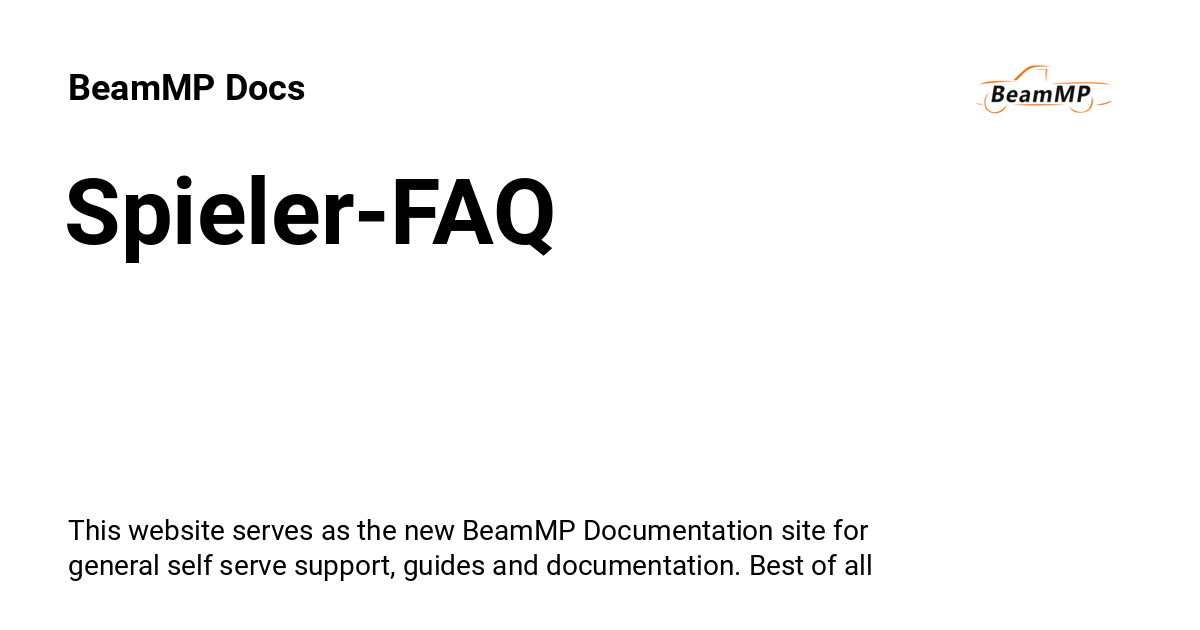 BeamMP Docs
BeamMP
Spieler-FAQ
This website serves as the new BeamMP Documentation site for
general self serve support, guides and documentation. Best of all